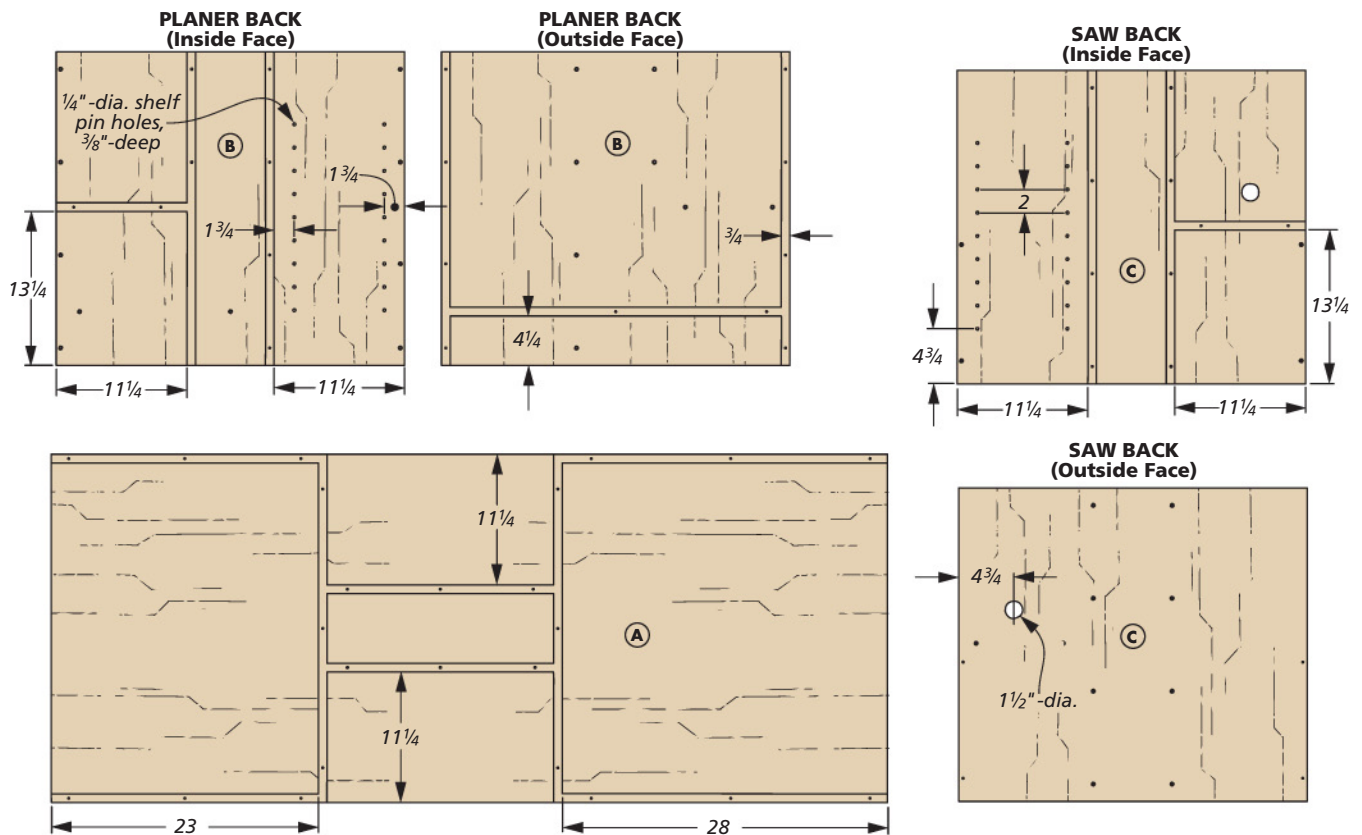 PLANER BACK
(Inside Face)
¼"-dia. shelf
pin holes,
⅜"-deep
B
1¾
1¾
13¼
11¼
11¼
PLANER BACK
(Outside Face)
B
¾
4¼
SAW BACK
(Inside Face)
2
C
13¼
4¾
11¼
11¼
11¼
A
11¼
23
28
SAW BACK
(Outside Face)
4¾
C
1½"-dia.